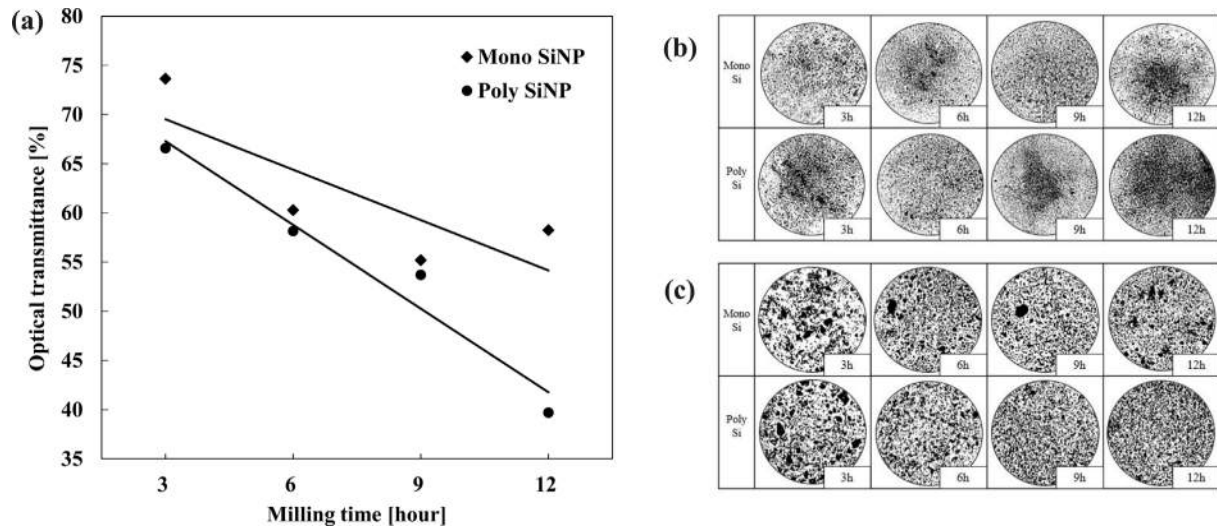 (a)
80
75
70
65
60
55
50
45
40
35
Optical transmittance [%]
Mono SiNP
Poly SiNP
3 6 9 12
Milling time [hour]
(b)
Mono
Si
3h 6h 9h 12h
Poly
Si
3h 6h 9h 12h
(c)
Mono
Si
3h 6h 9h 12h
Poly
Si
3h 6h 9h 12h